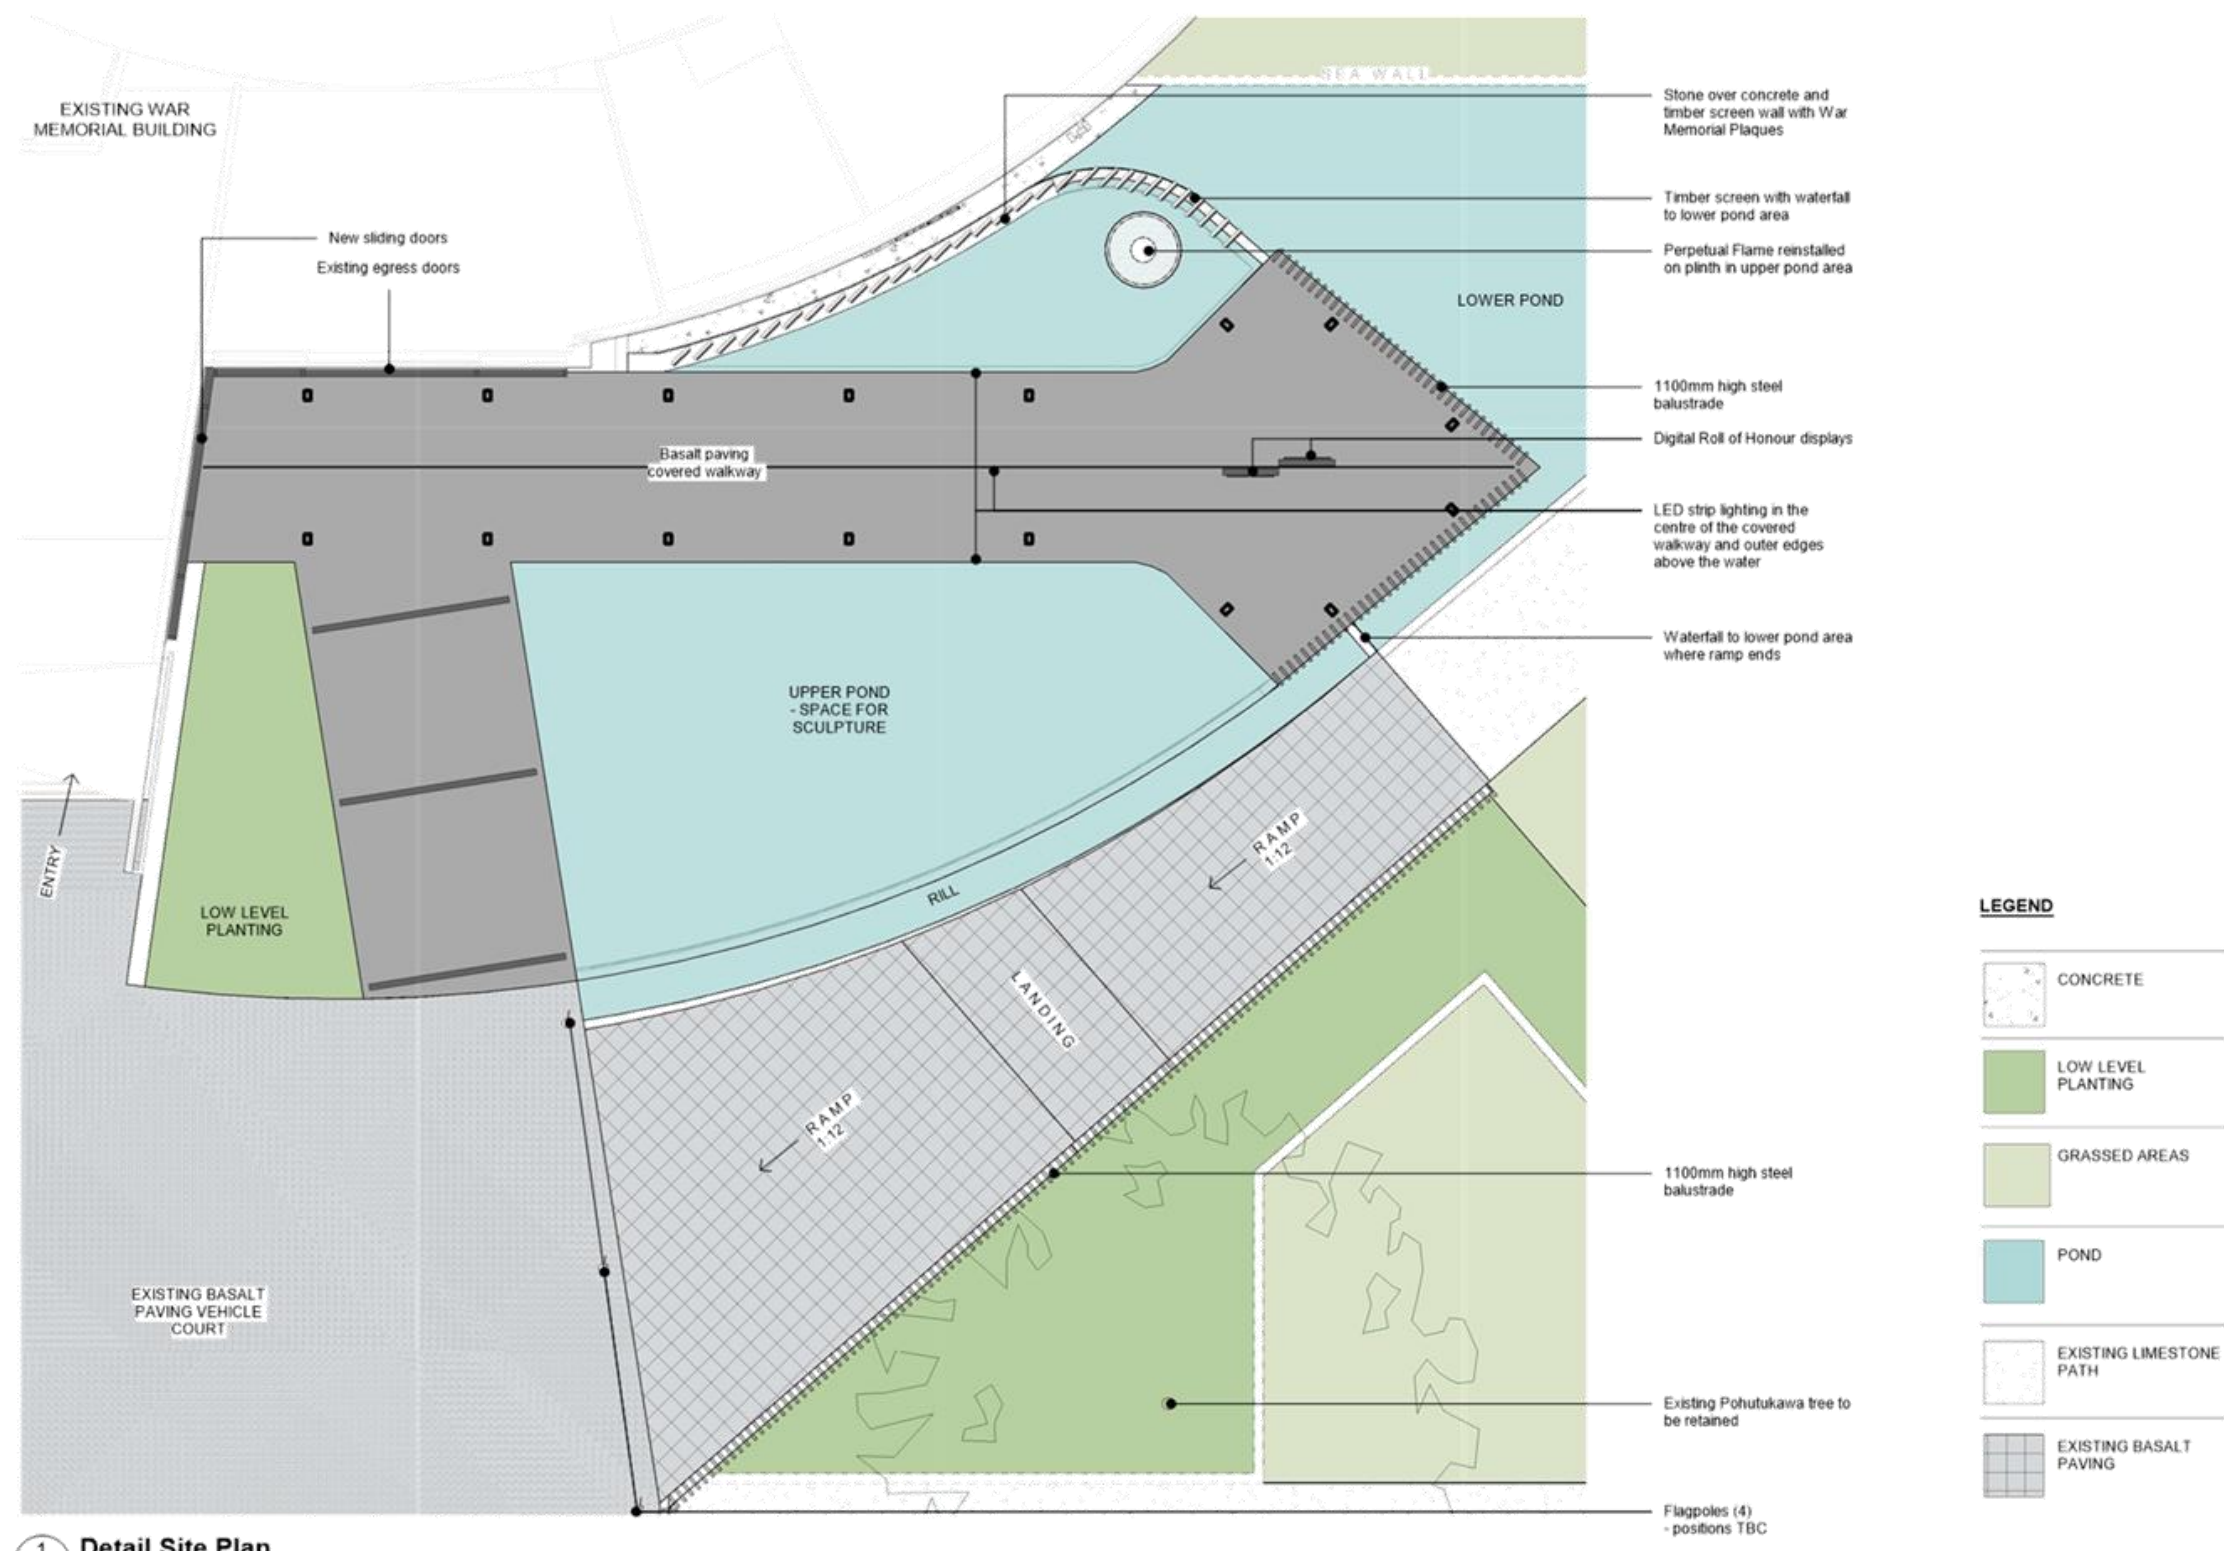 SEA WALL
EXISTING WAR
MEMORIAL BUILDING
Stone over concrete and
timber screen wall with War
Memorial Plaques
Timber screen with waterfall
to lower pond area
New sliding doors
Existing egress doors
Perpetual Flame reinstalled
on plinth in upper pond area
LOWER POND
1100mm high steel
balustrade
Digital Roll of Honour displays
Basalt paving
covered walkway
LED strip lighting in the
centre of the covered
walkway and outer edges
above the water
Waterfall to lower pond area
where ramp ends
UPPER POND
- SPACE FOR
SCULPTURE
RAMP
1:12
ENTRY
RILL
LOW LEVEL
PLANTING
LANDING
RAMP
1:12
1100mm high steel
balustrade
EXISTING BASALT
PAVING VEHICLE
COURT
Existing Pohutukawa tree to
be retained
Flagpoles (4)
- positions TBC
LEGEND
CONCRETE
LOW LEVEL
PLANTING
GRASSED AREAS
POND
EXISTING LIMESTONE
PATH
EXISTING BASALT
PAVING
1
Detail Site Plan